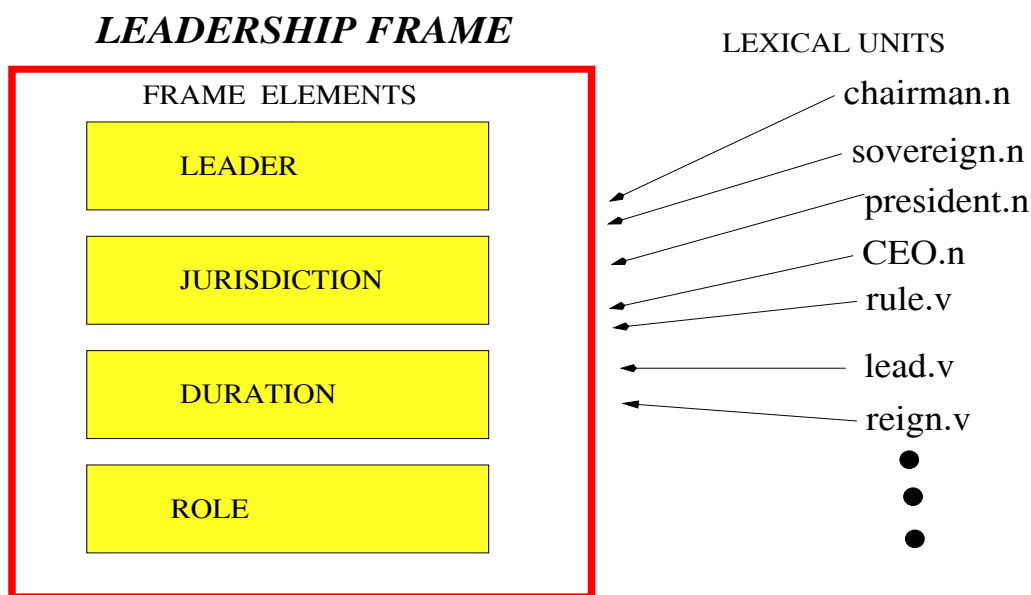 LEADERSHIP FRAME
FRAME ELEMENTS
LEADER
JURISDICTION
DURATION
ROLE
LEXICAL UNITS
chairman.n
sovereign.n
president.n
CEO.n
rule.v
lead.v
reign.v